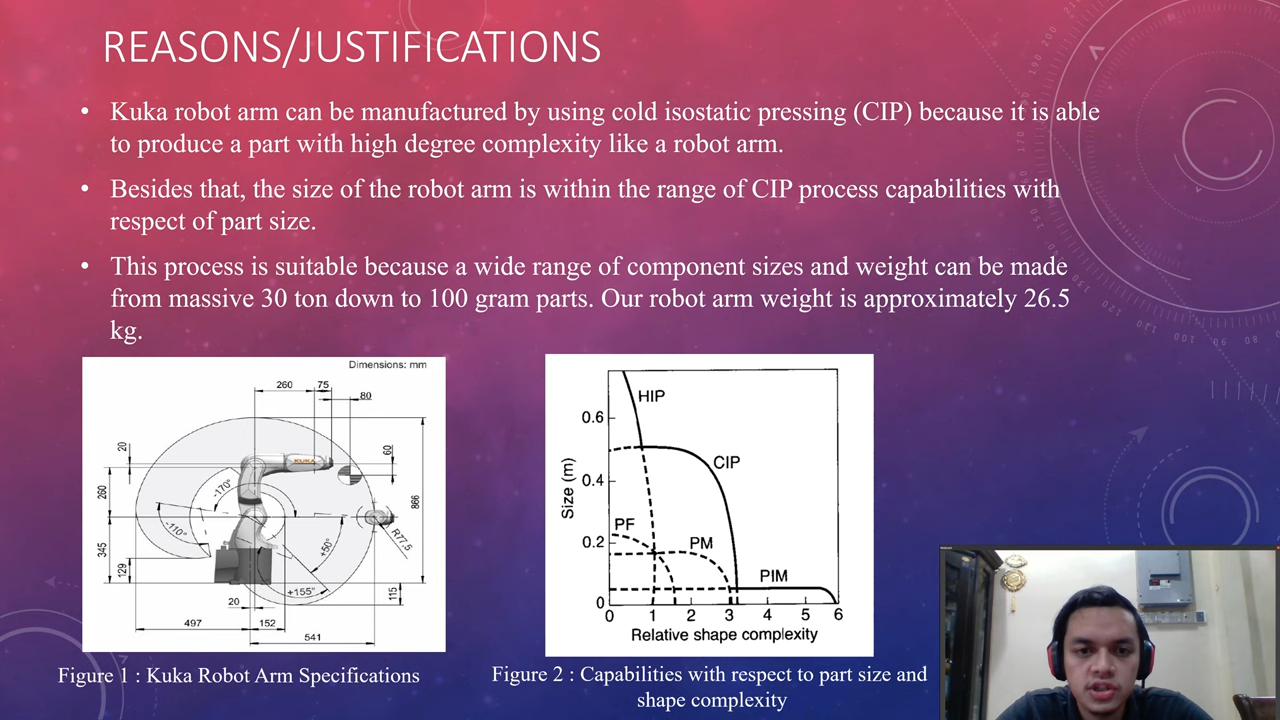 REASONS/JUSTIFICATIONS
• Kuka robot arm can be manufactured by using cold isostatic pressing (CIP) because it is able
to produce a part with high degree complexity like a robot arm.
• Besides that, the size of the robot arm is within the range of CIP process capabilities with
respect of part size.
• This process is suitable because a wide range of component sizes and weight can be made
from massive 30 ton down to 100 gram parts. Our robot arm weight is approximately 26.5
kg.
Dimensions: mm
260 75
80
20
60
KUKA
260
-170°
866
-110°
R77,5
345
+50°
129
+155°
115
20
497 152
541
Figure 1 : Kuka Robot Arm Specifications
HIP
0.6
CIP
Size (m)
0.4
PF
PM
0.2
PIM
0
0 1 2 3 4 5 6
Relative shape complexity
Figure 2 : Capabilities with respect to part size and
shape complexity